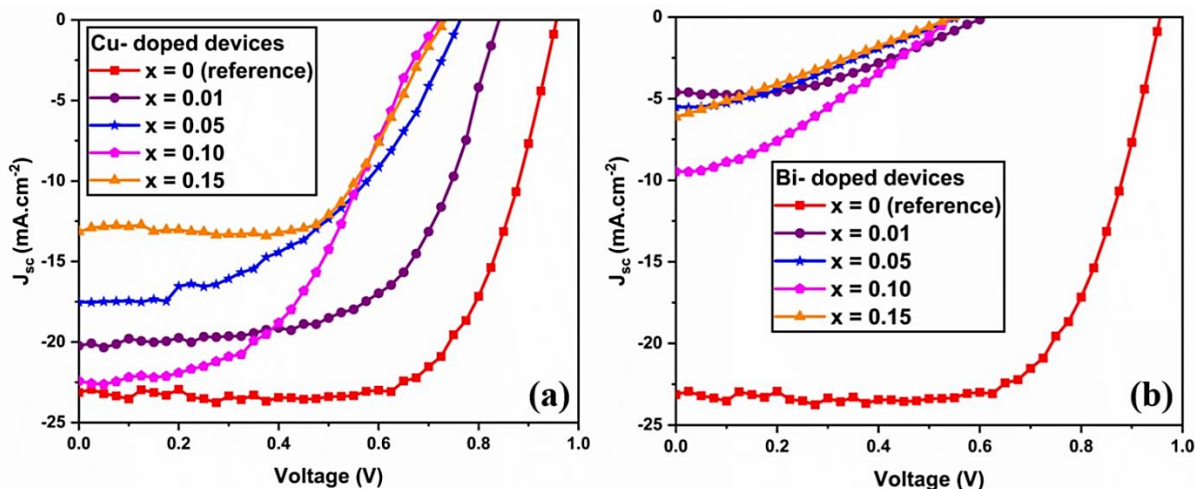 Cu- doped devices
x = 0 (reference)
x = 0.01
x = 0.05
x = 0.10
x = 0.15
0
-5
-10
-15
-20
-25
J_sc (mA.cm⁻²)
0.0 0.2 0.4 0.6 0.8 1.0
Voltage (V)
(a)
Bi- doped devices
x = 0 (reference)
x = 0.01
x = 0.05
x = 0.10
x = 0.15
0
-5
-10
-15
-20
-25
J_sc (mA.cm⁻²)
0.0 0.2 0.4 0.6 0.8 1.0
Voltage (V)
(b)